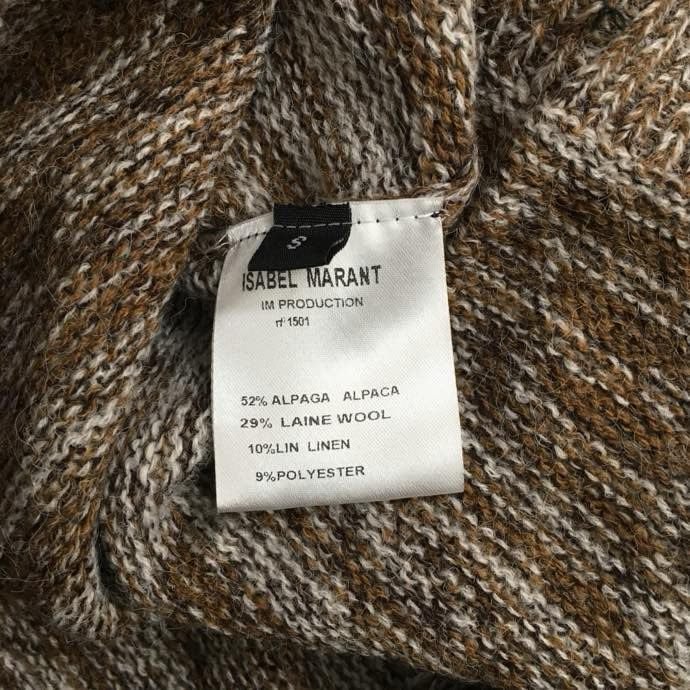 S
ISABEL MARANT
IM PRODUCTION
n°1501
52% ALPAGA ALPACA
29% LAINE WOOL
10%LIN LINEN
9%POLYESTER